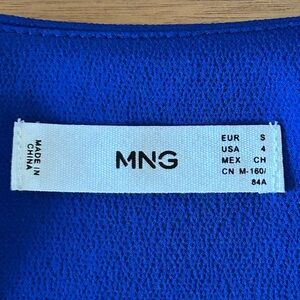 MADE IN
CHINA
MNG
EUR S
USA 4
MEX CH
CN M-160/
84A